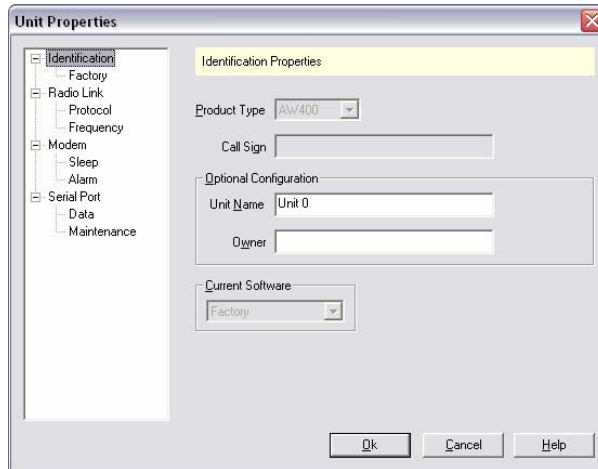 Unit Properties
Identification
Factory
Radio Link
Protocol
Frequency
Modem
Sleep
Alarm
Serial Port
Data
Maintenance
Identification Properties
Product Type AW400
Call Sign
Optional Configuration
Unit Name Unit 0
Owner
Current Software
Factory
Ok Cancel Help